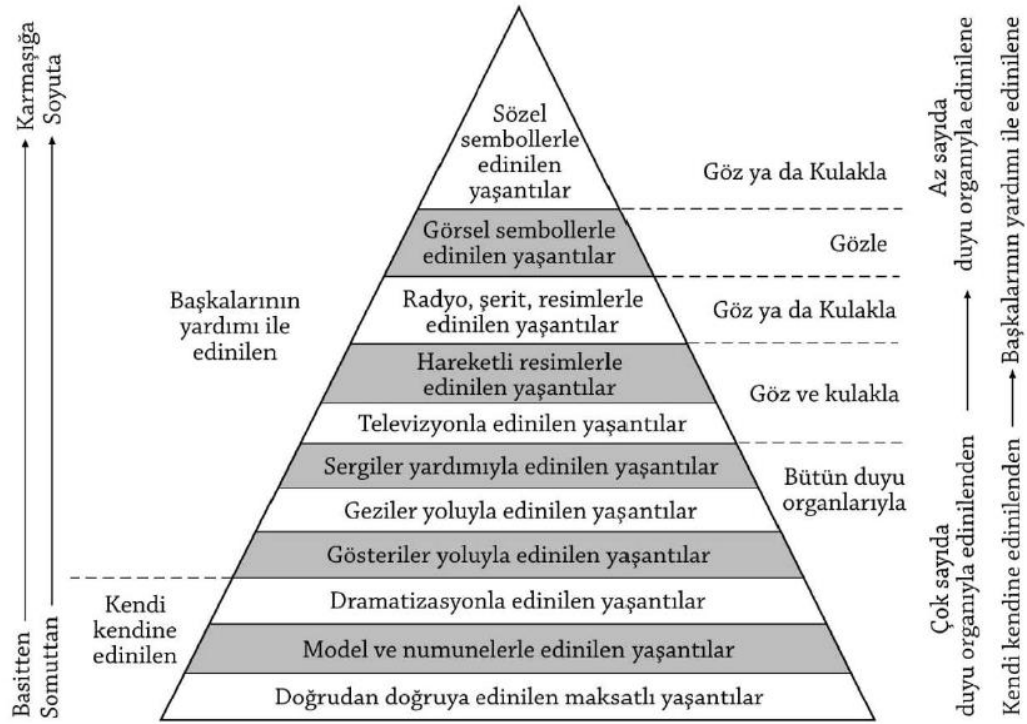 Sözel
sembollerle
edinilen
yaşantılar
Görsel sembollerle
edinilen yaşantılar
Radyo, şerit, resimlerle
edinilen yaşantılar
Hareketli resimlerle
edinilen yaşantılar
Televizyonla edinilen yaşantılar
Sergiler yardımıyla edinilen yaşantılar
Geziler yoluyla edinilen yaşantılar
Gösteriler yoluyla edinilen yaşantılar
Dramatizasyonla edinilen yaşantılar
Model ve numunelerle edinilen yaşantılar
Doğrudan doğruya edinilen maksatlı yaşantılar
Basitten
Karmaşığa
Somuttan
Soyuta
Başkalarının
yardımı ile
edinilen
Kendi
kendine
edinilen
Göz ya da Kulakla
Gözle
Göz ya da Kulakla
Göz ve kulakla
Bütün duyu
organlarıyla
Çok sayıda
duyu organıyla edinilenden
Az sayıda
duyu organıyla edinilene
Kendi kendine edinilenden
Başkalarının yardımı ile edinilene